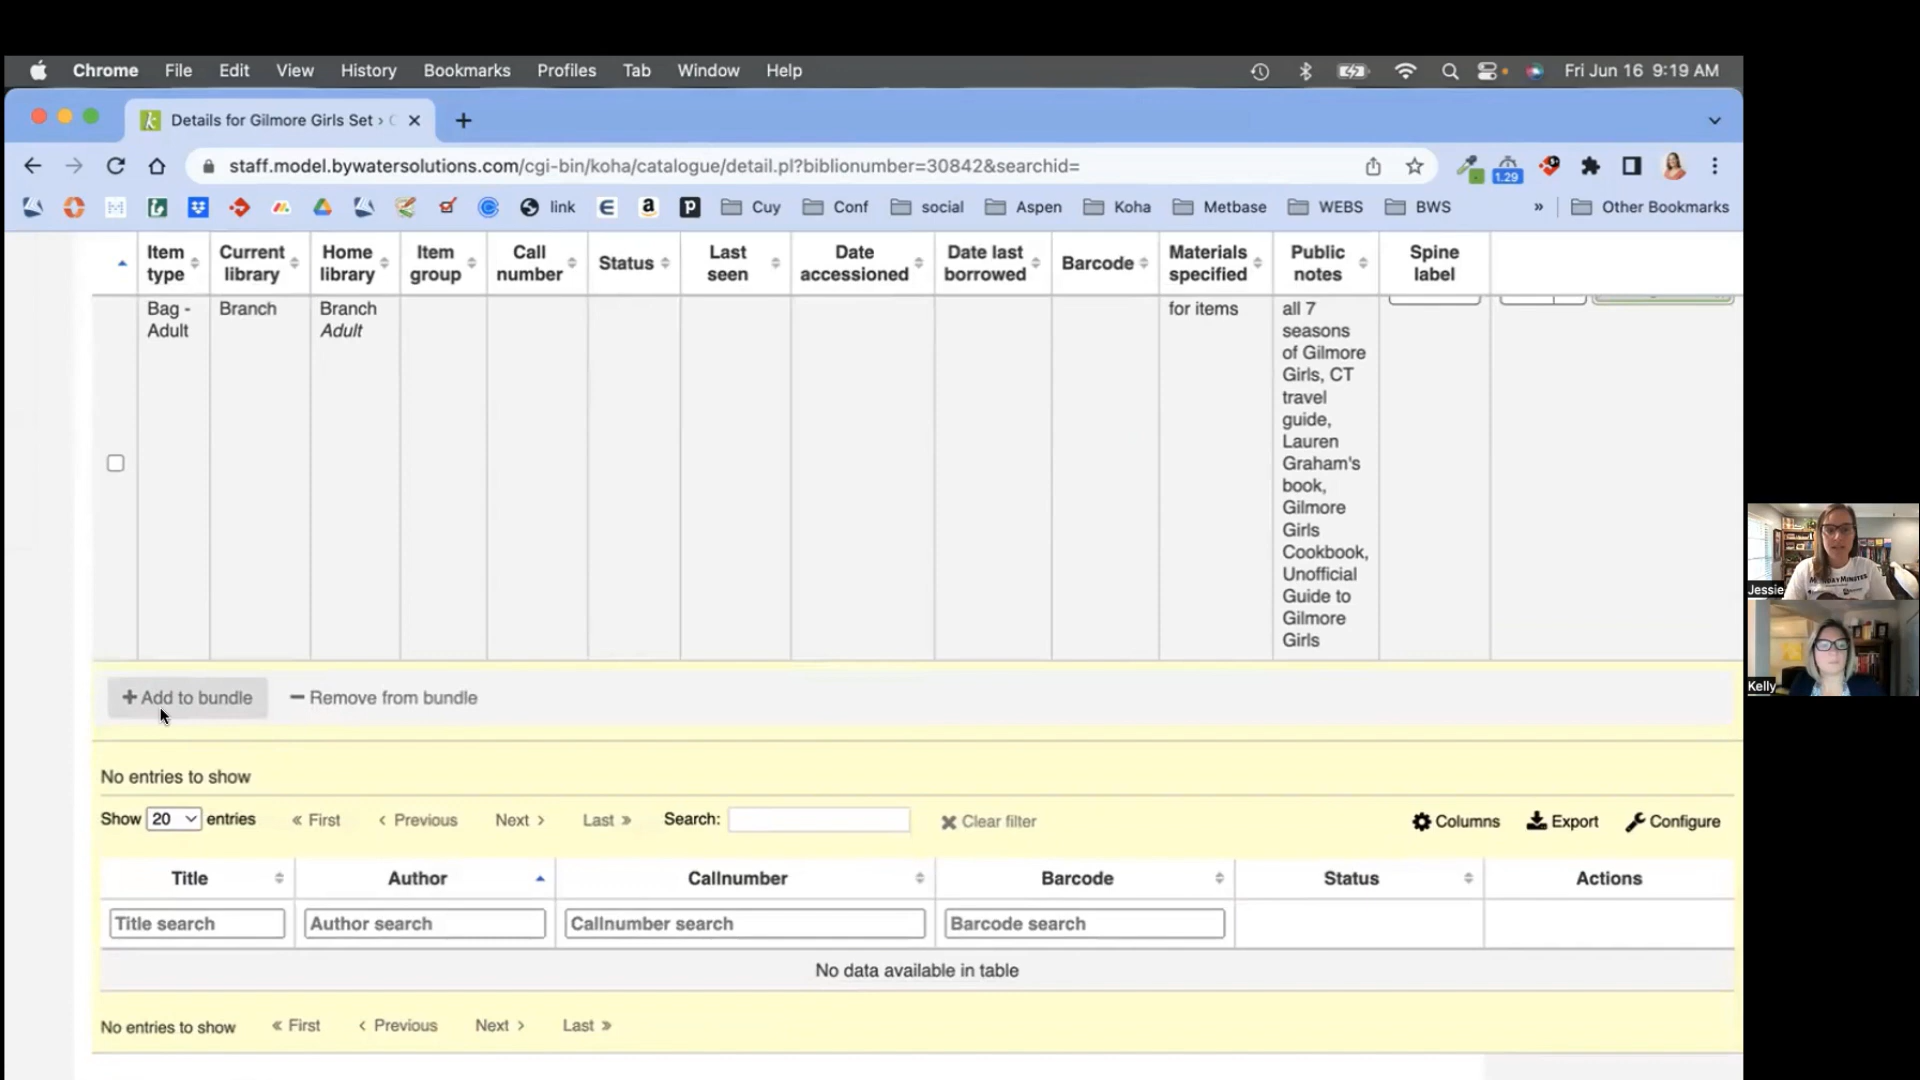 Chrome File Edit View History Bookmarks Profiles Tab Window Help Fri Jun 16 9:19 AM
Details for Gilmore Girls Set › C
staff.model.bywatersolutions.com/cgi-bin/koha/catalogue/detail.pl?biblionumber=30842&searchid=
1.29
link Cuy Conf social Aspen Koha Metbase WEBS BWS » Other Bookmarks
Item type Current library Home library Item group Call number Status Last seen Date accessioned Date last borrowed Barcode Materials specified Public notes Spine label
Bag - Adult
Branch
Branch
Adult
for items
all 7
seasons
of Gilmore
Girls, CT
travel
guide,
Lauren
Graham's
book,
Gilmore
Girls
Cookbook,
Unofficial
Guide to
Gilmore
Girls
+ Add to bundle − Remove from bundle
No entries to show
Show 20 entries « First ‹ Previous Next › Last » Search: Clear filter Columns Export Configure
Title Author Callnumber Barcode Status Actions
Title search Author search Callnumber search Barcode search
No data available in table
No entries to show « First ‹ Previous Next › Last »
Jessie
Kelly